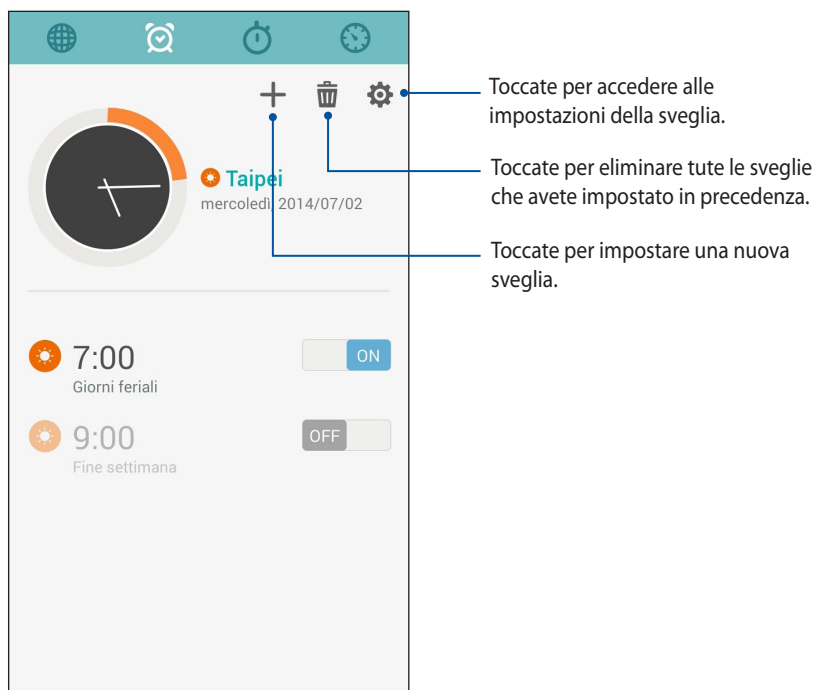 Toccate per accedere alle
impostazioni della sveglia.
Toccate per eliminare tute le sveglie
che avete impostato in precedenza.
Toccate per impostare una nuova
sveglia.
Taipei
mercoledì, 2014/07/02
7:00
ON
Giorni feriali
9:00
OFF
Fine settimana